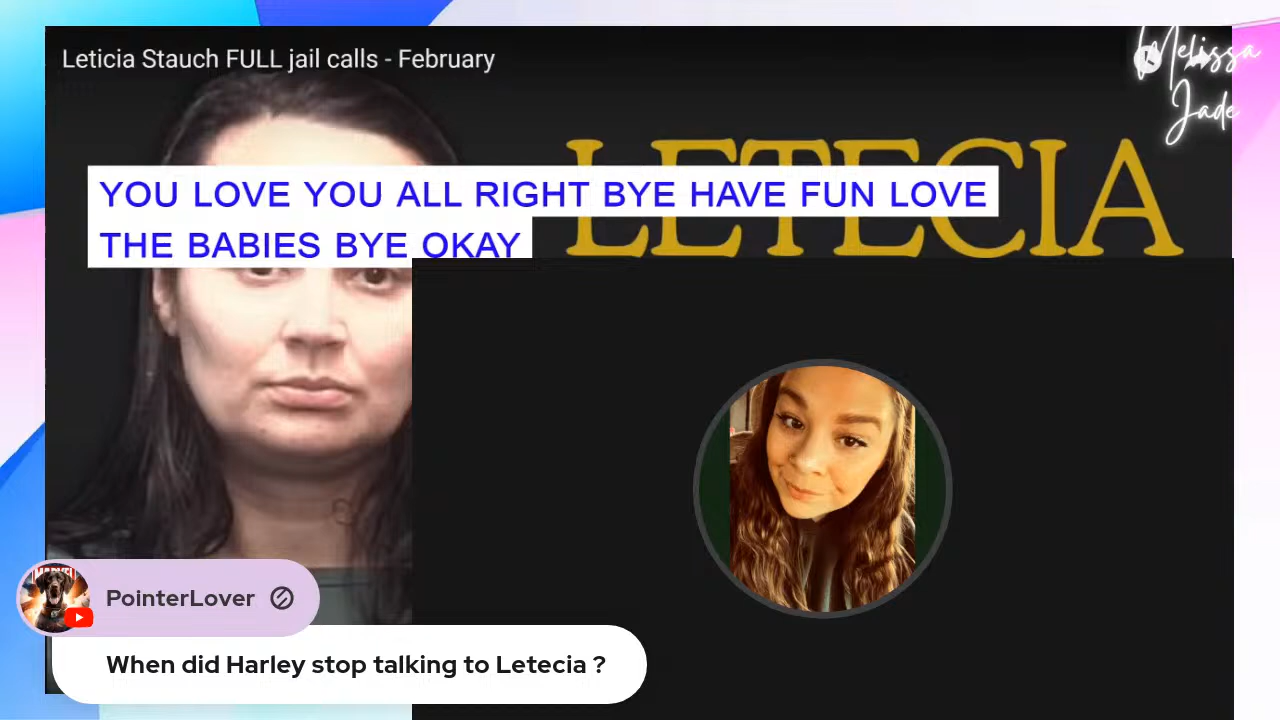 Leticia Stauch FULL jail calls - February
Melissa
Jade
LETECIA
YOU LOVE YOU ALL RIGHT BYE HAVE FUN LOVE
THE BABIES BYE OKAY
PointerLover
When did Harley stop talking to Letecia ?